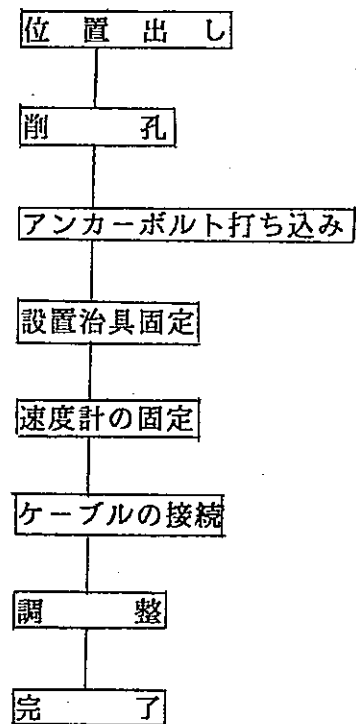 位置出し
削孔
アンカーボルト打ち込み
設置治具固定
速度計の固定
ケーブルの接続
調整
完了